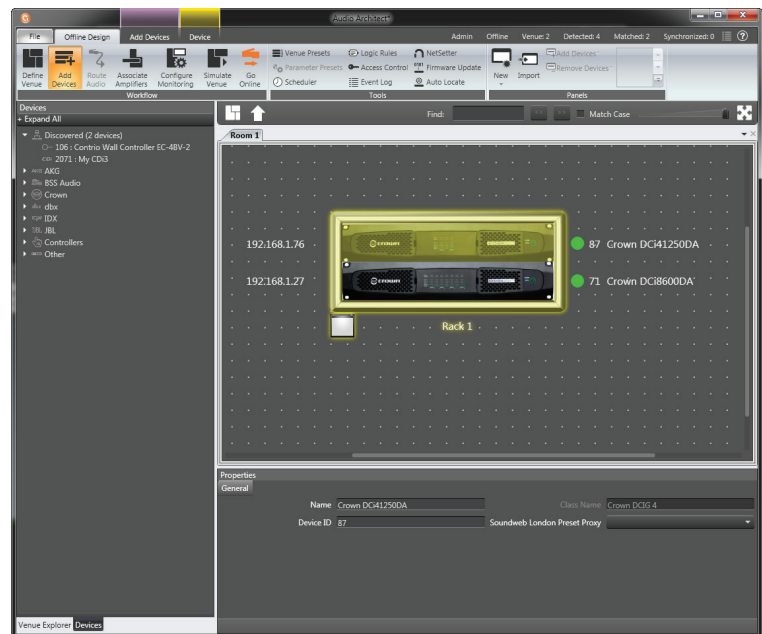 Audio Architect*
File Offline Design Add Devices Device
Admin Offline Venue: 2 Detected: 4 Matched: 2 Synchronized: 0
Define Venue
Add Devices
Route Audio
Associate Amplifiers
Configure Monitoring
Simulate Venue
Go Online
Workflow
Venue Presets
Parameter Presets
Scheduler
Logic Rules
Access Control
Event Log
NetSetter
Firmware Update
Auto Locate
Tools
New
Import
Add Devices
Remove Devices
Panels
Devices
+ Expand All
Discovered (2 devices)
106 : Contrio Wall Controller EC-4BV-2
2071 : My CDi3
AKG
BSS Audio
Crown
dbx
IDX
JBL
Controllers
Other
Venue Explorer Devices
Find:
Match Case
Room 1
192.168.1.76 crown 87 Crown DCi41250DA
192.168.1.27 crown 71 Crown DCi8600DA
Rack 1
Properties
General
Name Crown DCi41250DA Class Name Crown DCIG 4
Device ID 87 Soundweb London Preset Proxy